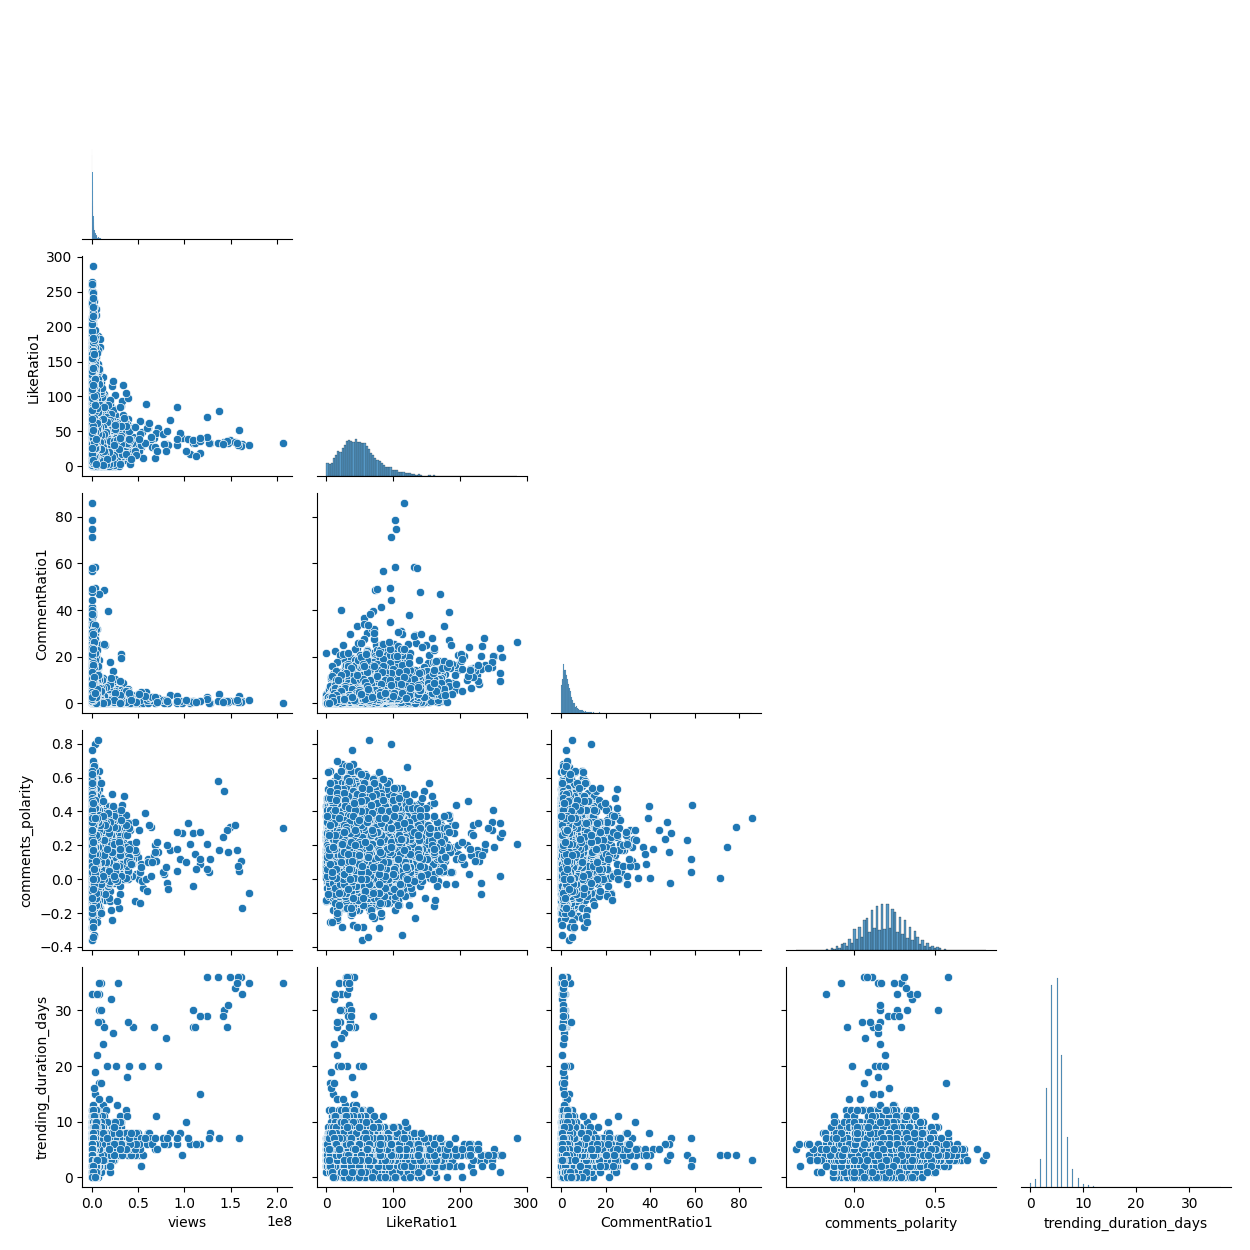 300
250
200
150
100
50
0
LikeRatio1
80
60
40
20
0
CommentRatio1
0.8
0.6
0.4
0.2
0.0
−0.2
−0.4
comments_polarity
30
20
10
0
trending_duration_days
0.0 0.5 1.0 1.5 2.0
1e8
views
0 100 200 300
LikeRatio1
0 20 40 60 80
CommentRatio1
0.0 0.5
comments_polarity
0 10 20 30
trending_duration_days